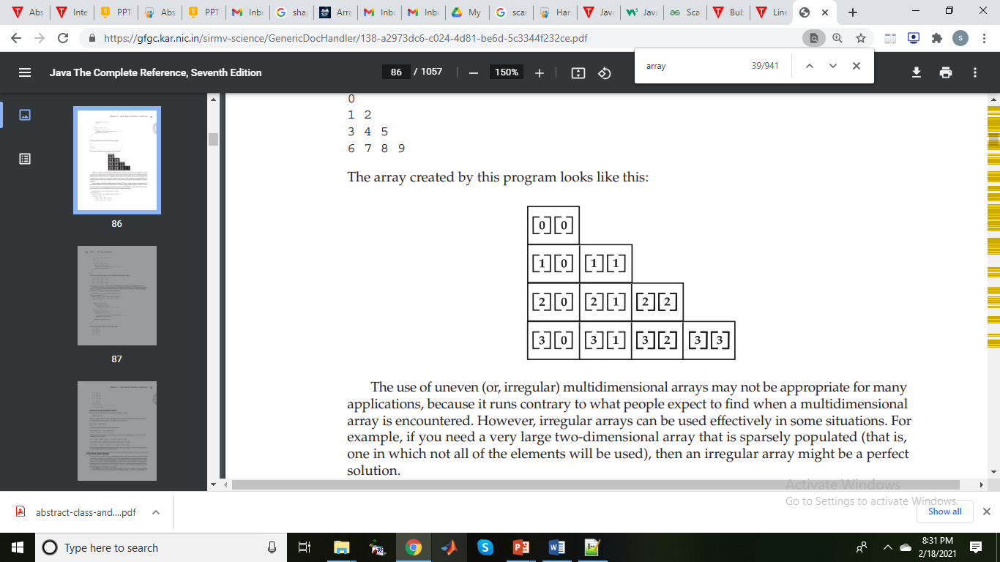 Abs
Inte
PPT
Abs
PPT
Inbo
sha
Arra
Inbo
Inbo
My
scar
Har
Java
Java
Sca
Bub
Line
https://gfgc.kar.nic.in/sirmv-science/GenericDocHandler/138-a2973dc6-c024-4d81-be6d-5c3344f232ce.pdf
s
array 39/941
Java The Complete Reference, Seventh Edition 86 / 1057 150%
0
1 2
3 4 5
6 7 8 9
The array created by this program looks like this:
[0][0]
[1][0] [1][1]
[2][0] [2][1] [2][2]
[3][0] [3][1] [3][2] [3][3]
The use of uneven (or, irregular) multidimensional arrays may not be appropriate for many
applications, because it runs contrary to what people expect to find when a multidimensional
array is encountered. However, irregular arrays can be used effectively in some situations. For
example, if you need a very large two-dimensional array that is sparsely populated (that is,
one in which not all of the elements will be used), then an irregular array might be a perfect
solution.
86
87
Activate Windows
Go to Settings to activate Windows.
abstract-class-and....pdf
Show all
Type here to search
8:31 PM
2/18/2021